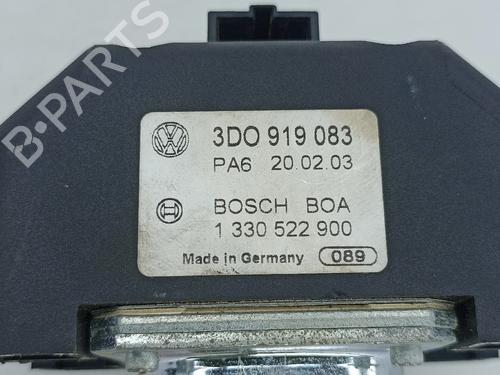 B-PARTS
3DO 919 083
PA6 20.02.03
BOSCH BOA
1 330 522 900
Made in Germany 089